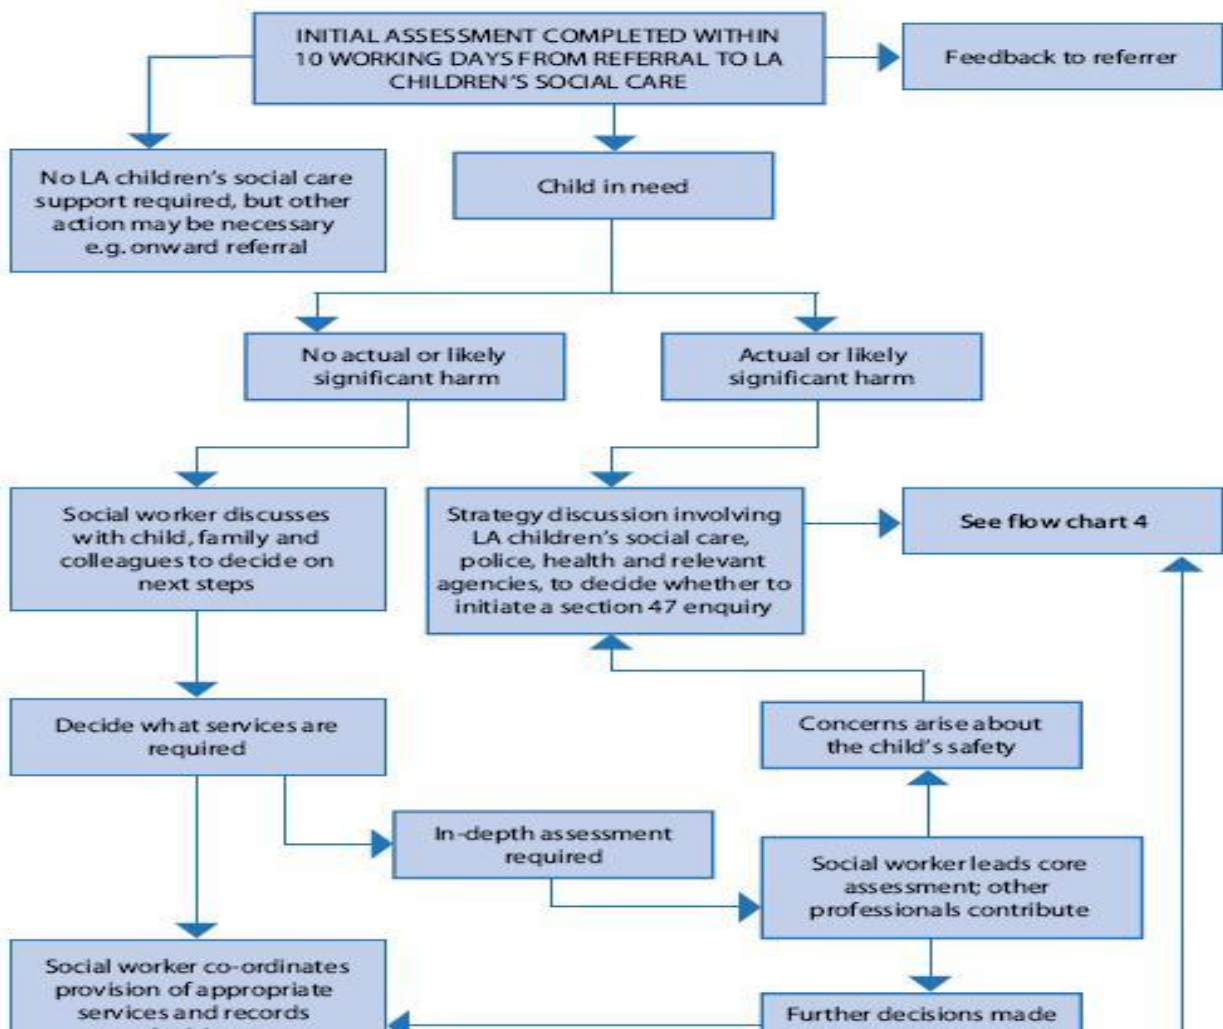 INITIAL ASSESSMENT COMPLETED WITHIN
10 WORKING DAYS FROM REFERRAL TO LA
CHILDREN'S SOCIAL CARE
Feedback to referrer
No LA children's social care
support required, but other
action may be necessary
e.g. onward referral
Child in need
No actual or likely
significant harm
Actual or likely
significant harm
Social worker discusses
with child, family and
colleagues to decide on
next steps
Strategy discussion involving
LA children's social care,
police, health and relevant
agencies, to decide whether to
initiate a section 47 enquiry
See flow chart 4
Decide what services are
required
Concerns arise about
the child's safety
In-depth assessment
required
Social worker leads core
assessment; other
professionals contribute
Social worker co-ordinates
provision of appropriate
services and records
Further decisions made